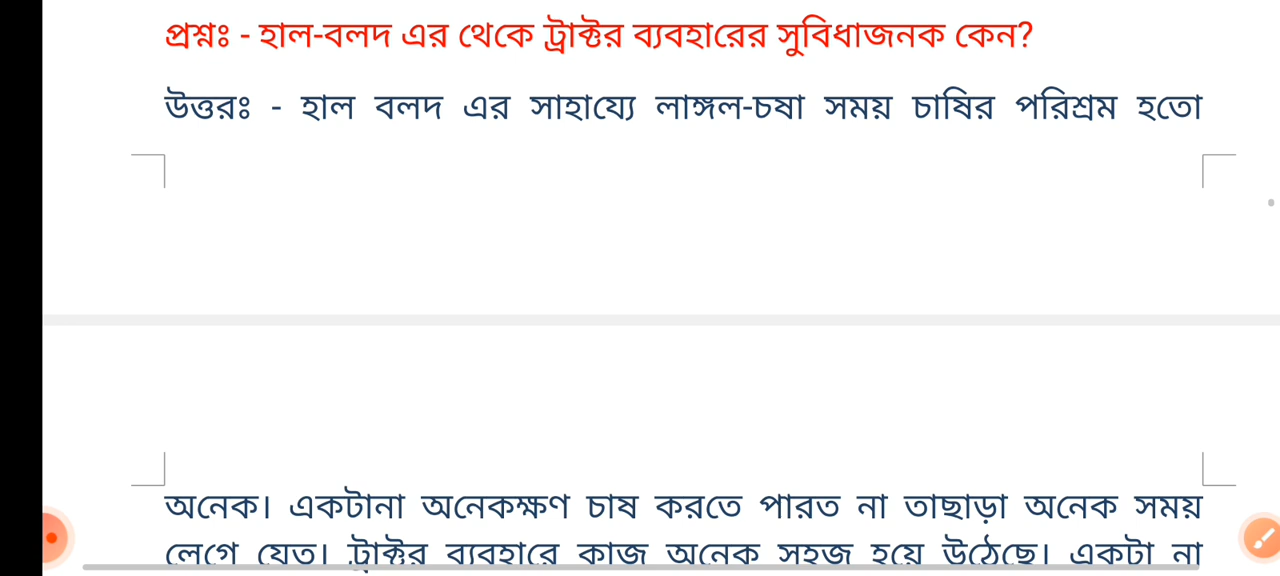 প্রশ্নঃ - হাল-বলদ এর থেকে ট্রাক্টর ব্যবহারের সুবিধাজনক কেন?
উত্তরঃ - হাল বলদ এর সাহায্যে লাঙ্গল-চষা সময় চাষির পরিশ্রম হতো
অনেক। একটানা অনেকক্ষণ চাষ করতে পারত না তাছাড়া অনেক সময়
লেগে যেত। ট্রাক্টর ব্যবহারে কাজ অনেক সহজ হয়ে উঠেছে। একটা না